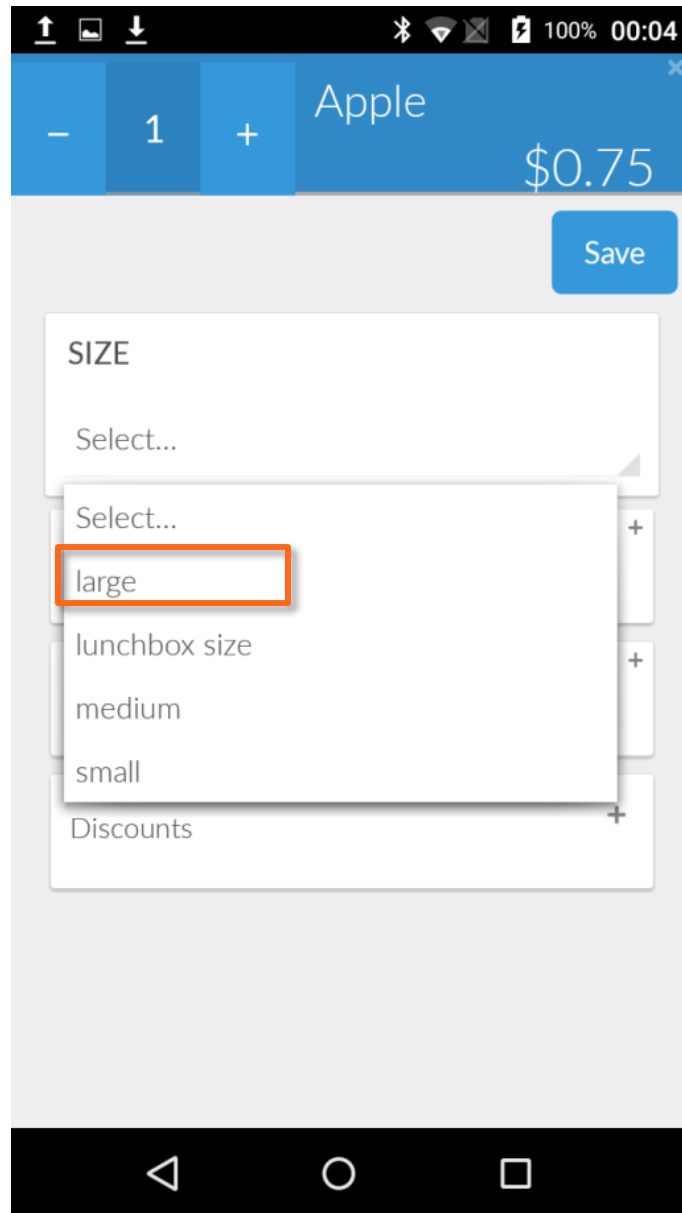 100% 00:04
− 1 + Apple
$0.75
Save
SIZE
Select...
Select...
large
lunchbox size
medium
small
Discounts